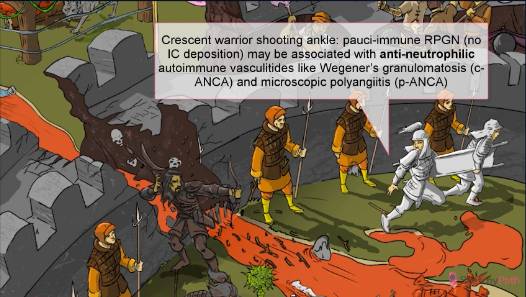 Crescent warrior shooting ankle: pauci-immune RPGN (no
IC deposition) may be associated with anti-neutrophilic
autoimmune vasculitides like Wegener's granulomatosis (c-
ANCA) and microscopic polyangiitis (p-ANCA)